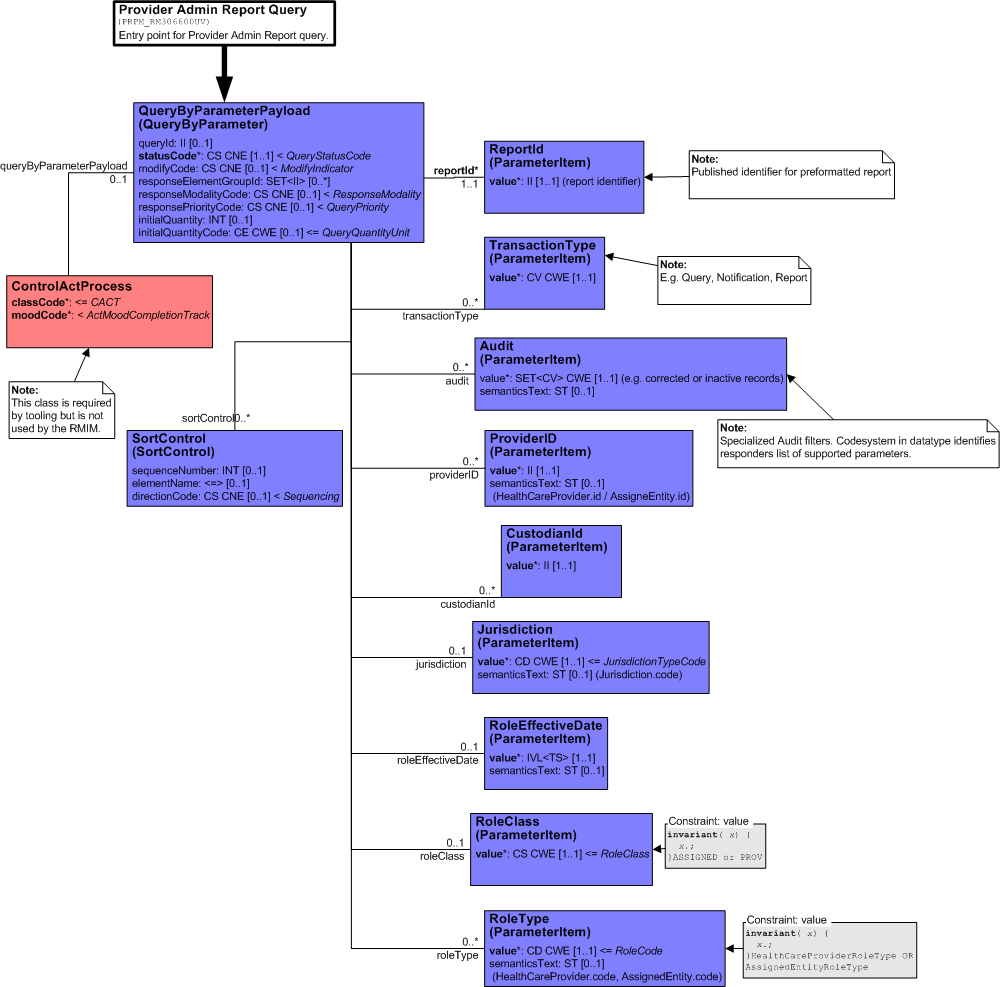 Provider Admin Report Query
(PRPM_RM306600UV)
Entry point for Provider Admin Report query.
QueryByParameterPayload
(QueryByParameter)
queryId: II [0..1]
statusCode*: CS CNE [1..1] < QueryStatusCode
modifyCode: CS CNE [0..1] < ModifyIndicator
responseElementGroupId: SET<II> [0..*]
responseModalityCode: CS CNE [0..1] < ResponseModality
responsePriorityCode: CS CNE [0..1] < QueryPriority
initialQuantity: INT [0..1]
initialQuantityCode: CE CWE [0..1] <= QueryQuantityUnit
queryByParameterPayload
0..1
ControlActProcess
classCode*: <= CACT
moodCode*: < ActMoodCompletionTrack
Note:
This class is required
by tooling but is not
used by the RMIM.
sortControl0..*
SortControl
(SortControl)
sequenceNumber: INT [0..1]
elementName: <=> [0..1]
directionCode: CS CNE [0..1] < Sequencing
reportId*
1..1
ReportId
(ParameterItem)
value*: II [1..1] (report identifier)
Note:
Published identifier for preformatted report
TransactionType
(ParameterItem)
value*: CV CWE [1..1]
0..*
transactionType
Note:
E.g. Query, Notification, Report
Audit
(ParameterItem)
value*: SET<CV> CWE [1..1] (e.g. corrected or inactive records)
semanticsText: ST [0..1]
0..*
audit
Note:
Specialized Audit filters. Codesystem in datatype identifies
responders list of supported parameters.
ProviderID
(ParameterItem)
value*: II [1..1]
semanticsText: ST [0..1]
(HealthCareProvider.id / AssigneEntity.id)
0..*
providerID
CustodianId
(ParameterItem)
value*: II [1..1]
0..*
custodianId
Jurisdiction
(ParameterItem)
value*: CD CWE [1..1] <= JurisdictionTypeCode
semanticsText: ST [0..1] (Jurisdiction.code)
0..1
jurisdiction
RoleEffectiveDate
(ParameterItem)
value*: IVL<TS> [1..1]
semanticsText: ST [0..1]
0..1
roleEffectiveDate
RoleClass
(ParameterItem)
value*: CS CWE [1..1] <= RoleClass
0..1
roleClass
Constraint: value
invariant( x) {
x.;
}ASSIGNED or PROV
RoleType
(ParameterItem)
value*: CD CWE [1..1] <= RoleCode
semanticsText: ST [0..1]
(HealthCareProvider.code, AssignedEntity.code)
0..*
roleType
Constraint: value
invariant( x) {
x.;
}HealthCareProviderRoleType OR
AssignedEntityRoleType